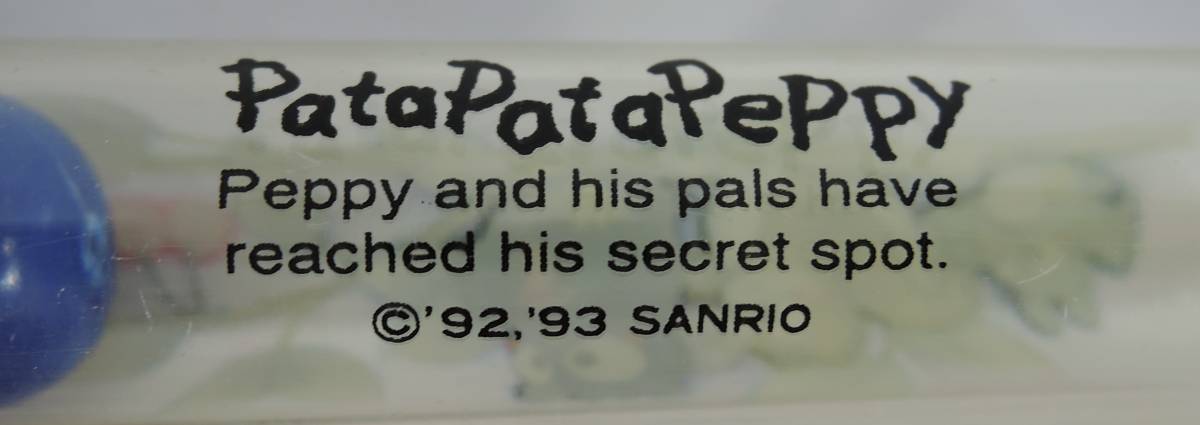 PataPataPeppy
Peppy and his pals have
reached his secret spot.
©'92,'93 SANRIO